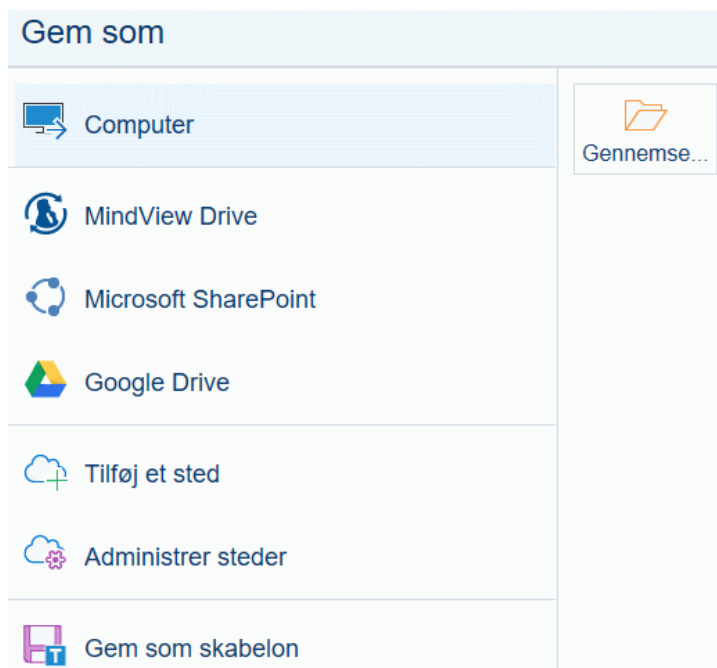 Gem som
Computer
Gennemse...
MindView Drive
Microsoft SharePoint
Google Drive
Tilføj et sted
Administrer steder
Gem som skabelon
T